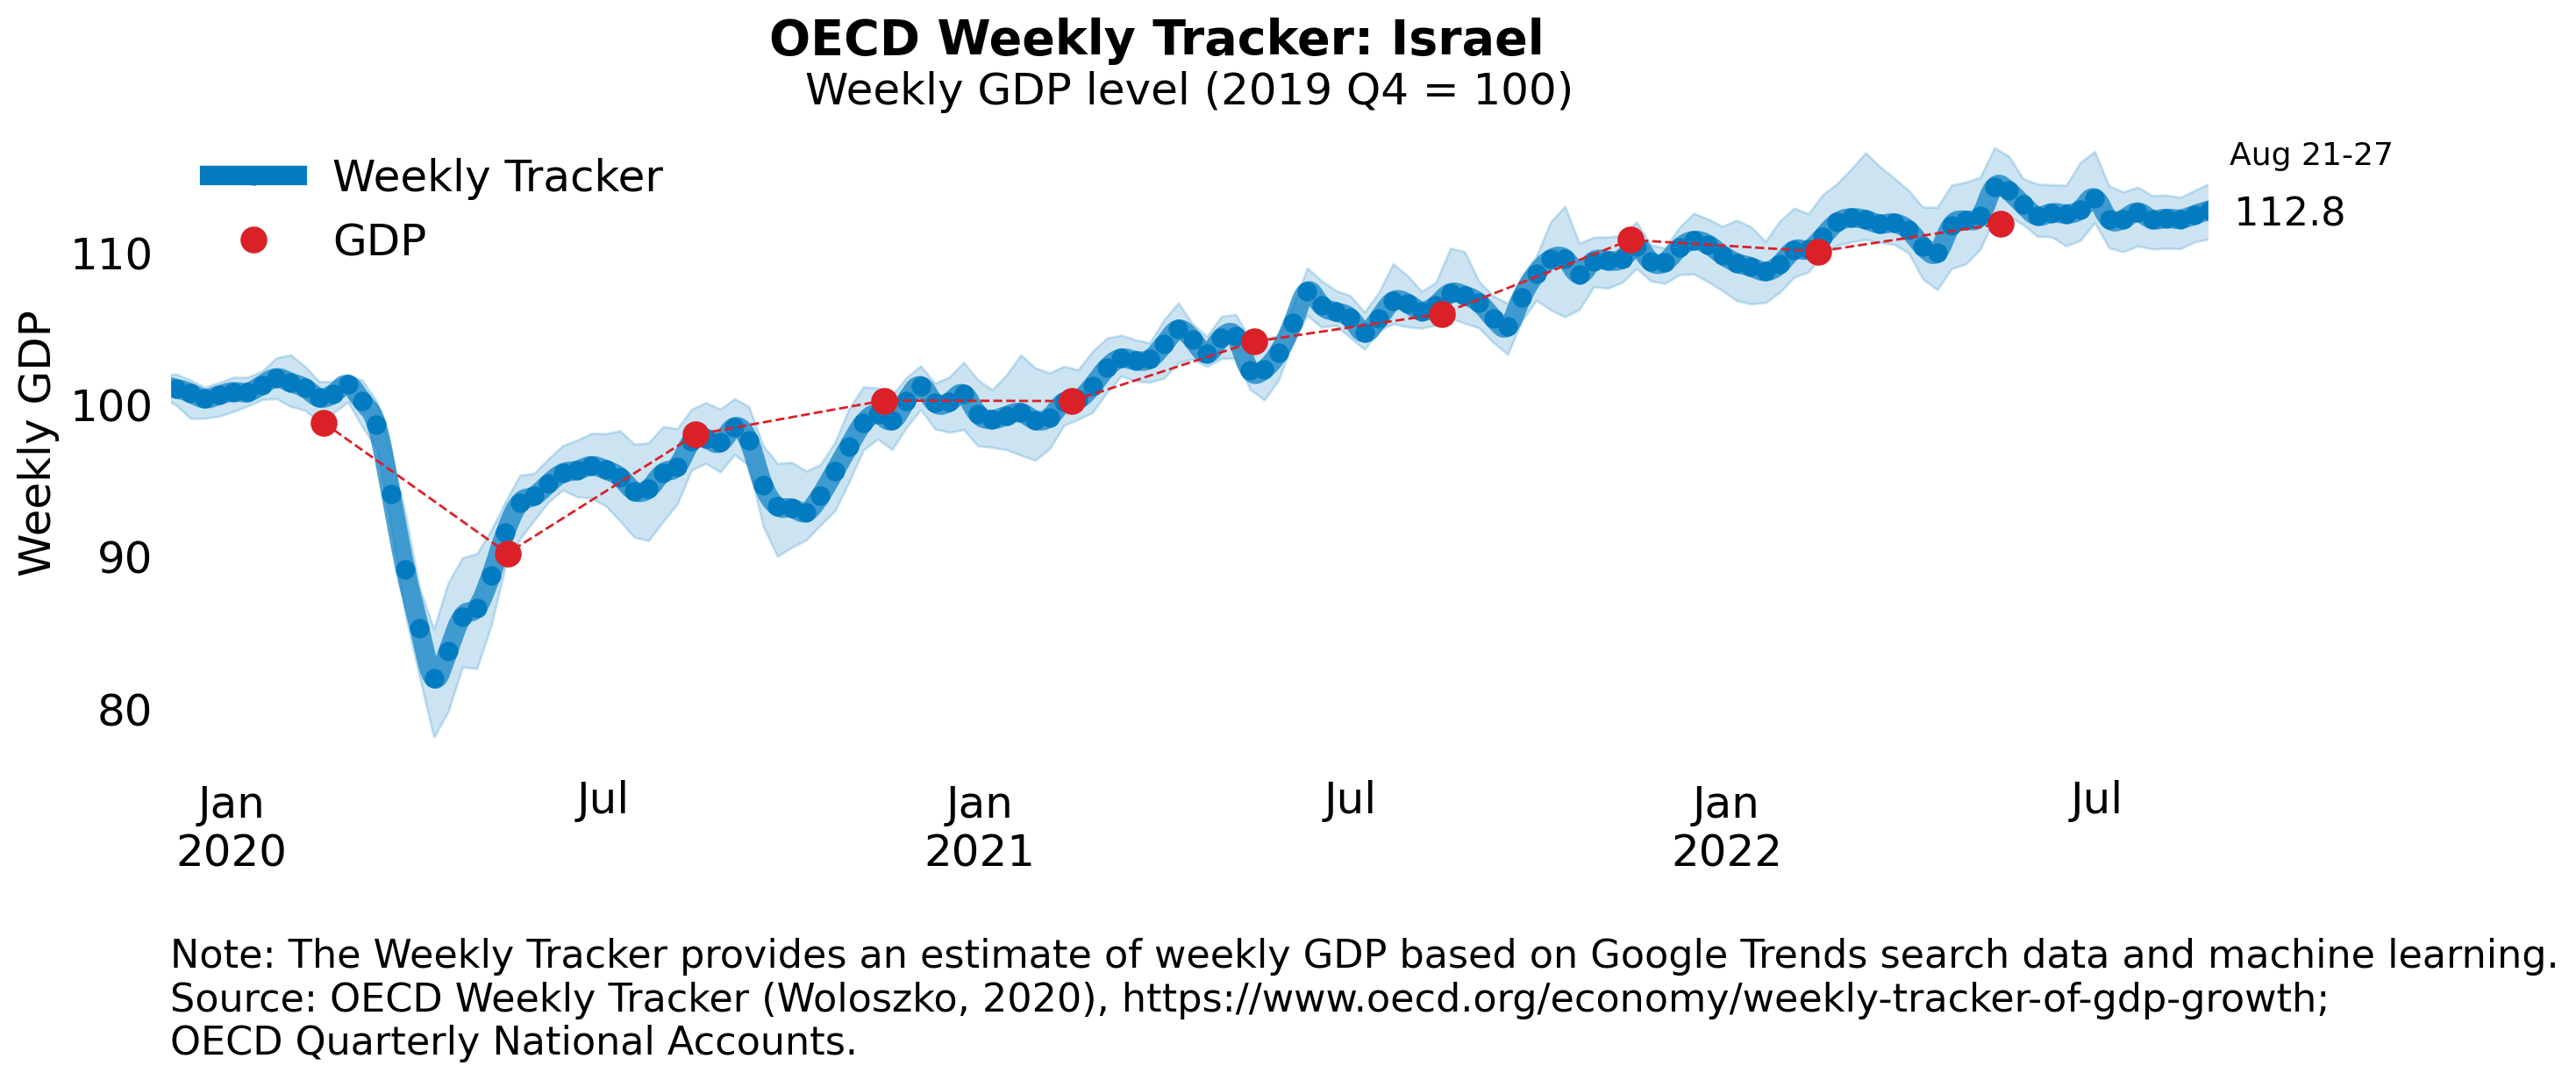 OECD Weekly Tracker: Israel
Weekly GDP level (2019 Q4 = 100)
Weekly Tracker
GDP
Aug 21-27
112.8
Weekly GDP
110
100
90
80
Jan
2020
Jul
Jan
2021
Jul
Jan
2022
Jul
Note: The Weekly Tracker provides an estimate of weekly GDP based on Google Trends search data and machine learning.
Source: OECD Weekly Tracker (Woloszko, 2020), https://www.oecd.org/economy/weekly-tracker-of-gdp-growth;
OECD Quarterly National Accounts.